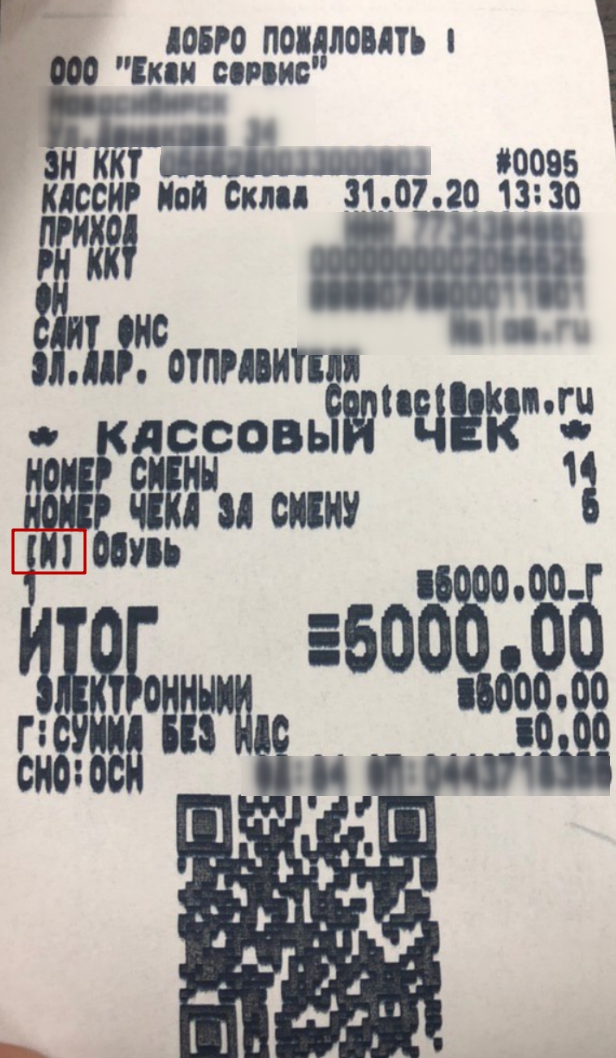 ДОБРО ПОЖАЛОВАТЬ !
ООО "Екам сервис"
ЗН ККТ #0095
КАССИР Мой Склад 31.07.20 13:30
ПРИХОД
РН ККТ
ФН
САЙТ ФНС
ЭЛ.АДР. ОТПРАВИТЕЛЯ
Contact@ekam.ru
КАССОВЫЙ ЧЕК
НОМЕР СМЕНЫ 14
НОМЕР ЧЕКА ЗА СМЕНУ 5
[М] Обувь
1 ≡5000.00_Г
ИТОГ ≡5000.00
ЭЛЕКТРОННЫМИ ≡5000.00
Г:СУММА БЕЗ НДС ≡0.00
СНО:ОСН